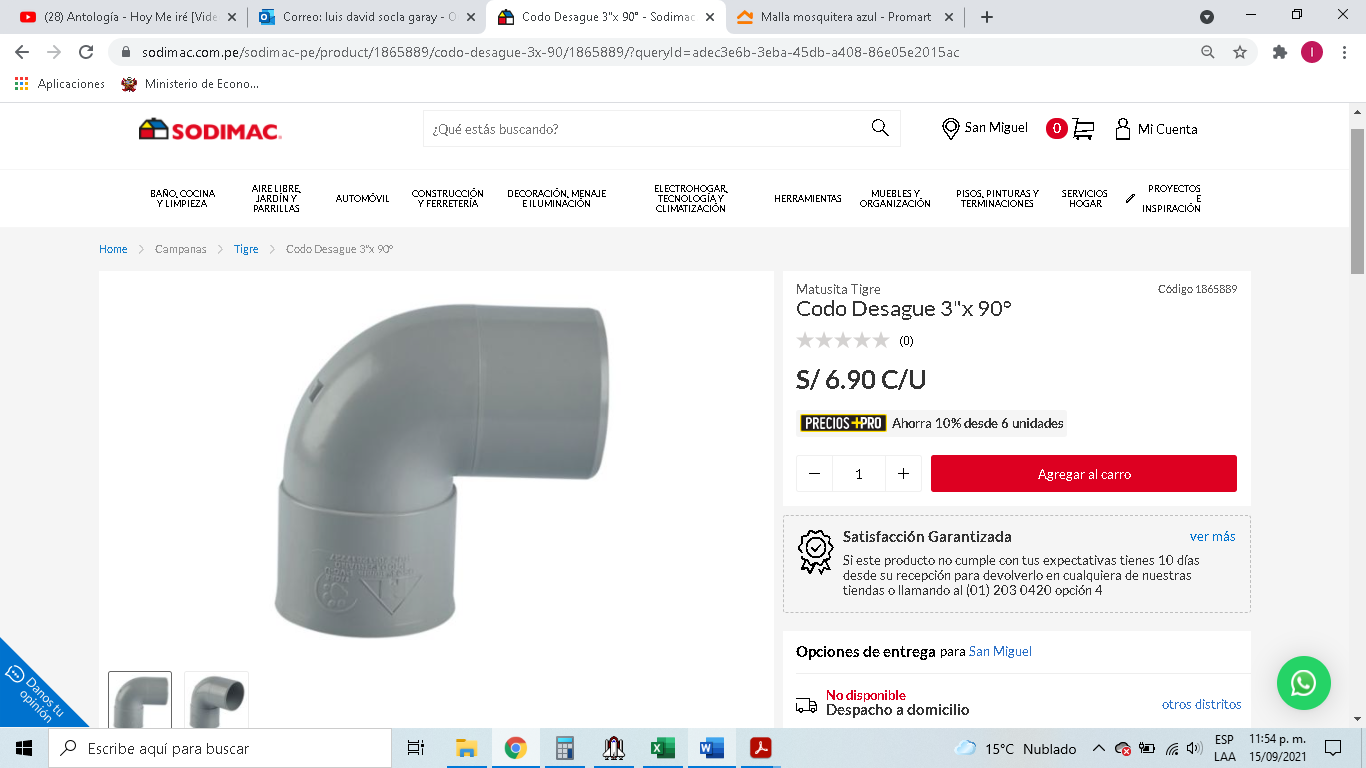 (28) Antología - Hoy Me iré [Vide
Correo: luis david socla garay - O
Codo Desague 3"x 90° - Sodimac
Malla mosquitera azul - Promart
sodimac.com.pe/sodimac-pe/product/1865889/codo-desague-3x-90/1865889/?queryId=adec3e6b-3eba-45db-a408-86e05e2015ac
I
Aplicaciones
Ministerio de Econo...
SODIMAC
¿Qué estás buscando?
San Miguel
0
Mi Cuenta
BAÑO, COCINA
Y LIMPIEZA
AIRE LIBRE,
JARDÍN Y
PARRILLAS
AUTOMÓVIL
CONSTRUCCIÓN
Y FERRETERÍA
DECORACIÓN, MENAJE
E ILUMINACIÓN
ELECTROHOGAR,
TECNOLOGÍA Y
CLIMATIZACIÓN
HERRAMIENTAS
MUEBLES Y
ORGANIZACIÓN
PISOS, PINTURAS Y
TERMINACIONES
SERVICIOS
HOGAR
PROYECTOS
E
INSPIRACIÓN
Home
Campanas
Tigre
Codo Desague 3"x 90°
Matusita Tigre
Código 1865889
Codo Desague 3"x 90°
(0)
S/ 6.90 C/U
PRECIOS+PRO Ahorra 10% desde 6 unidades
1
Agregar al carro
Satisfacción Garantizada
ver más
Si este producto no cumple con tus expectativas tienes 10 días
desde su recepción para devolverlo en cualquiera de nuestras
tiendas o llamando al (01) 203 0420 opción 4
Opciones de entrega para San Miguel
No disponible
Despacho a domicilio
otros distritos
Danos tu
opinión
Escribe aquí para buscar
15°C Nublado
ESP
LAA
11:54 p. m.
15/09/2021